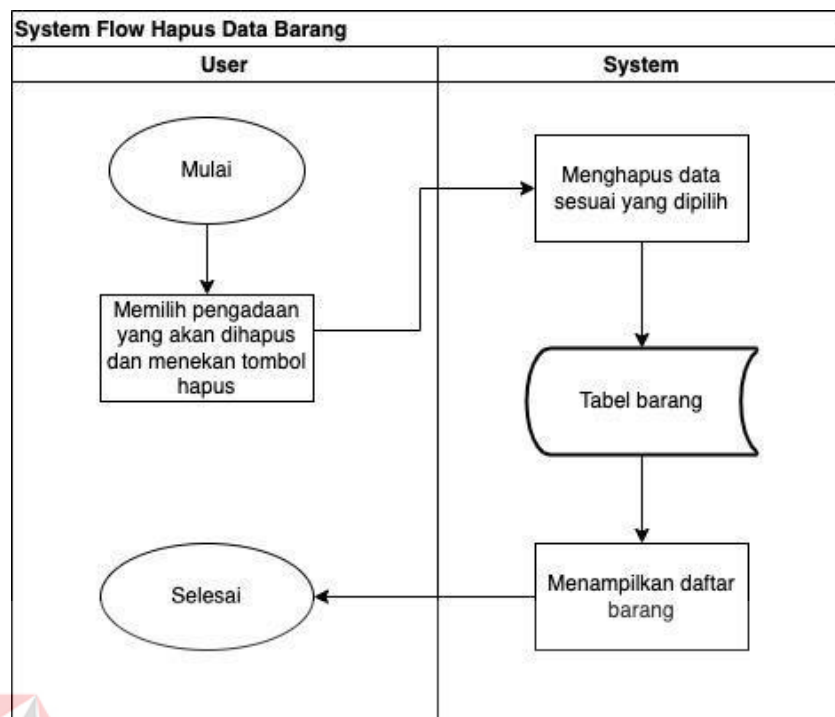 System Flow Hapus Data Barang
User
System
Mulai
Memilih pengadaan
yang akan dihapus
dan menekan tombol
hapus
Menghapus data
sesuai yang dipilih
Tabel barang
Menampilkan daftar
barang
Selesai